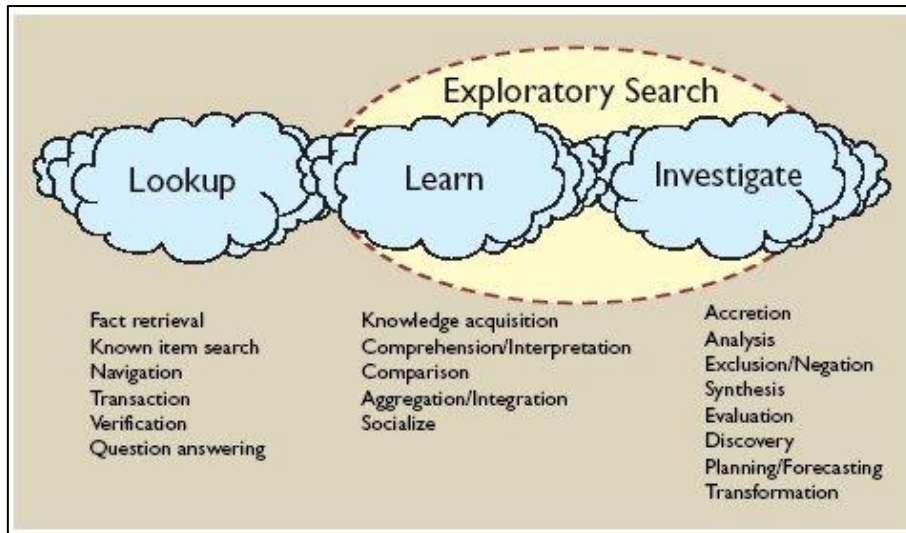 Exploratory Search
Lookup
Learn
Investigate
Fact retrieval
Known item search
Navigation
Transaction
Verification
Question answering
Knowledge acquisition
Comprehension/Interpretation
Comparison
Aggregation/Integration
Socialize
Accretion
Analysis
Exclusion/Negation
Synthesis
Evaluation
Discovery
Planning/Forecasting
Transformation